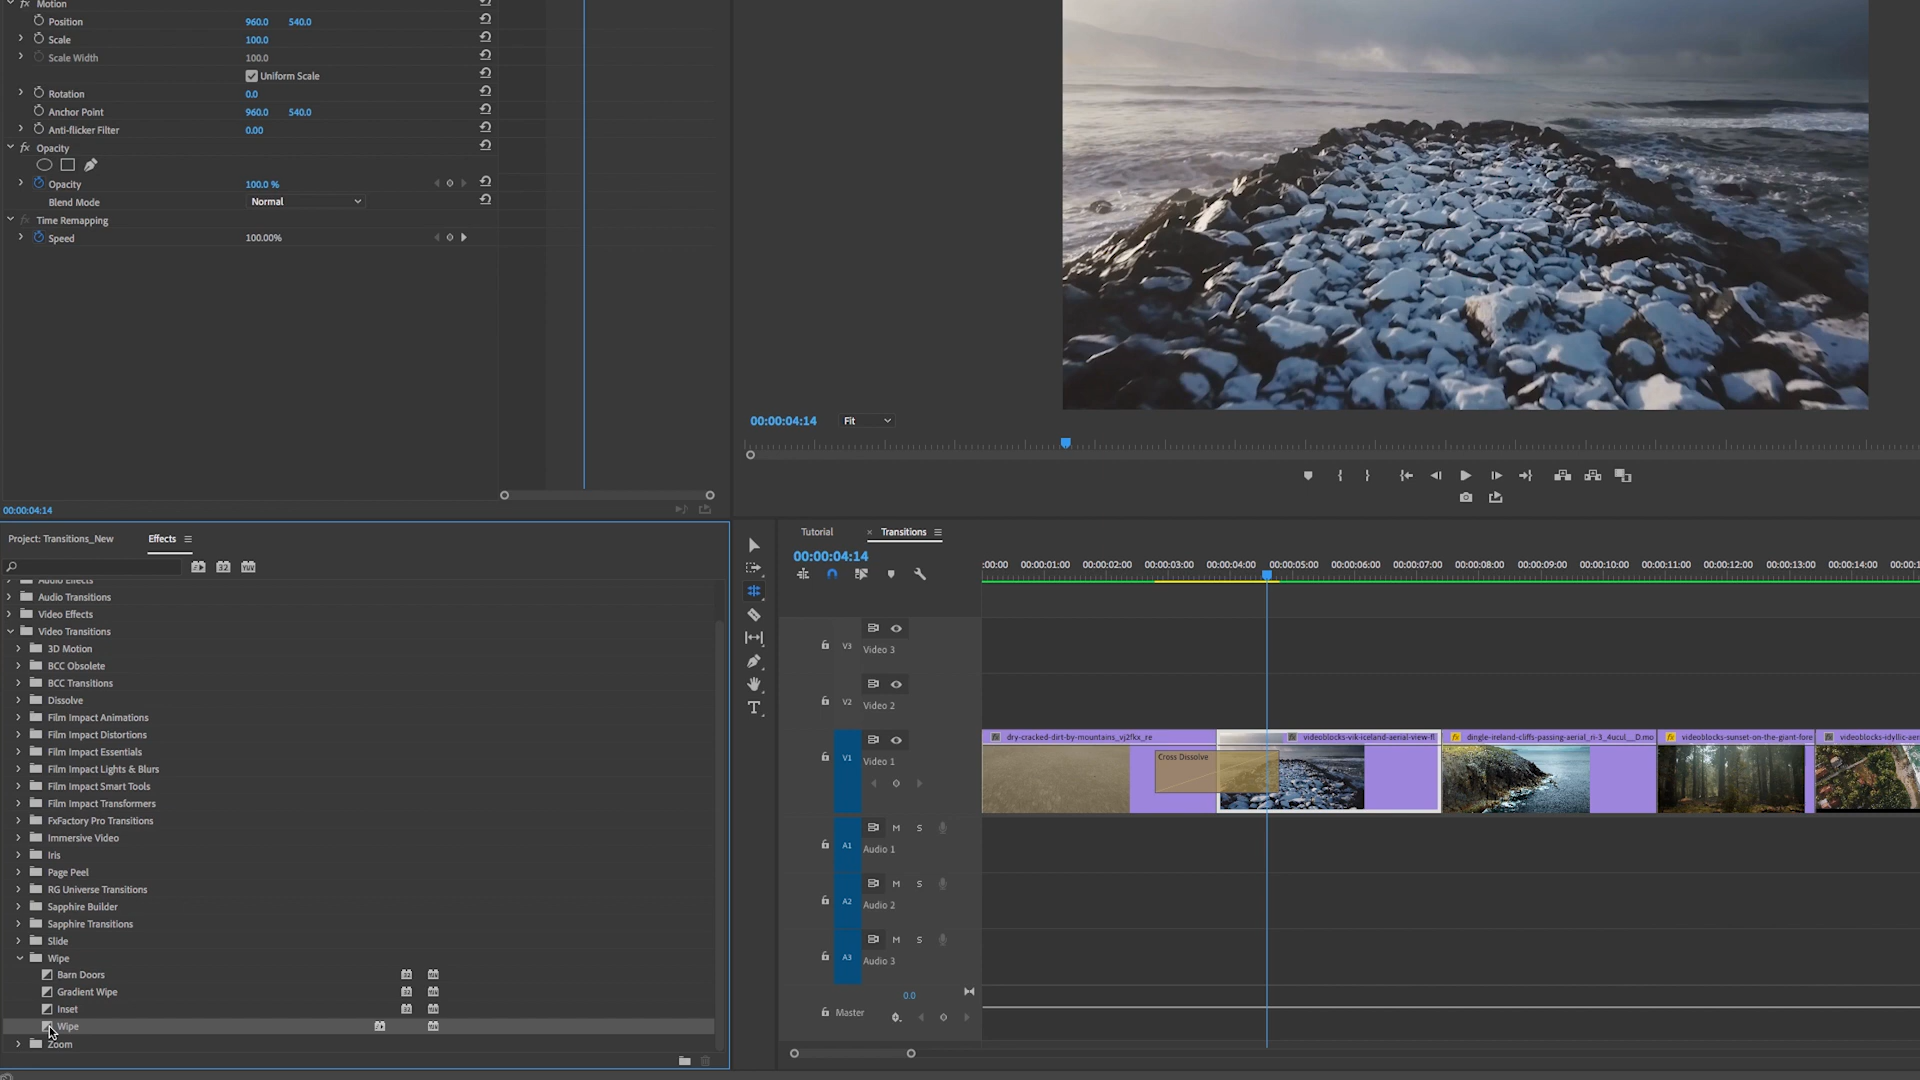 Motion
Position 960.0 540.0
Scale 100.0
Scale Width 100.0
Uniform Scale
Rotation 0.0
Anchor Point 960.0 540.0
Anti-flicker Filter 0.00
fx Opacity
Opacity 100.0 %
Blend Mode Normal
Time Remapping
Speed 100.00%
00:00:04:14
00:00:04:14 Fit
Project: Transitions_New Effects
Audio Effects
Audio Transitions
Video Effects
Video Transitions
3D Motion
BCC Obsolete
BCC Transitions
Dissolve
Film Impact Animations
Film Impact Distortions
Film Impact Essentials
Film Impact Lights & Blurs
Film Impact Smart Tools
Film Impact Transformers
FxFactory Pro Transitions
Immersive Video
Iris
Page Peel
RG Universe Transitions
Sapphire Builder
Sapphire Transitions
Slide
Wipe
Barn Doors
Gradient Wipe
Inset
Wipe
Zoom
Tutorial × Transitions
00:00:04:14
:00:00 00:00:01:00 00:00:02:00 00:00:03:00 00:00:04:00 00:00:05:00 00:00:06:00 00:00:07:00 00:00:08:00 00:00:09:00 00:00:10:00 00:00:11:00 00:00:12:00 00:00:13:00 00:00:14:00 00:00:1
V3 Video 3
V2 Video 2
dry-cracked-dirt-by-mountains_vj2fkx_re videoblocks-vik-iceland-aerial-view-fl dingle-ireland-cliffs-passing-aerial_ri-3_4ucul__D.mo videoblocks-sunset-on-the-giant-fore videoblocks-idyllic-aer
V1 Video 1
Cross Dissolve
M S
A1 Audio 1
M S
A2 Audio 2
M S
A3 Audio 3
0.0
Master
T